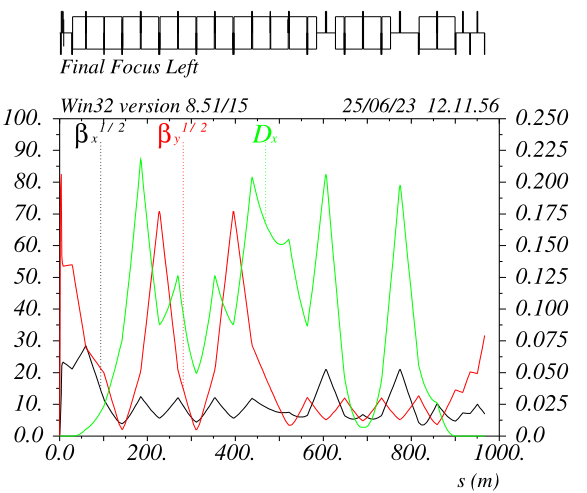 Final Focus Left
Win32 version 8.51/15 25/06/23 12.11.56
100. βx1/2 βy1/2 Dx 0.250
90. 0.225
80. 0.200
70. 0.175
60. 0.150
50. 0.125
40. 0.100
30. 0.075
20. 0.050
10. 0.025
0.0 0.0
0.0 200. 400. 600. 800. 1000.
s (m)